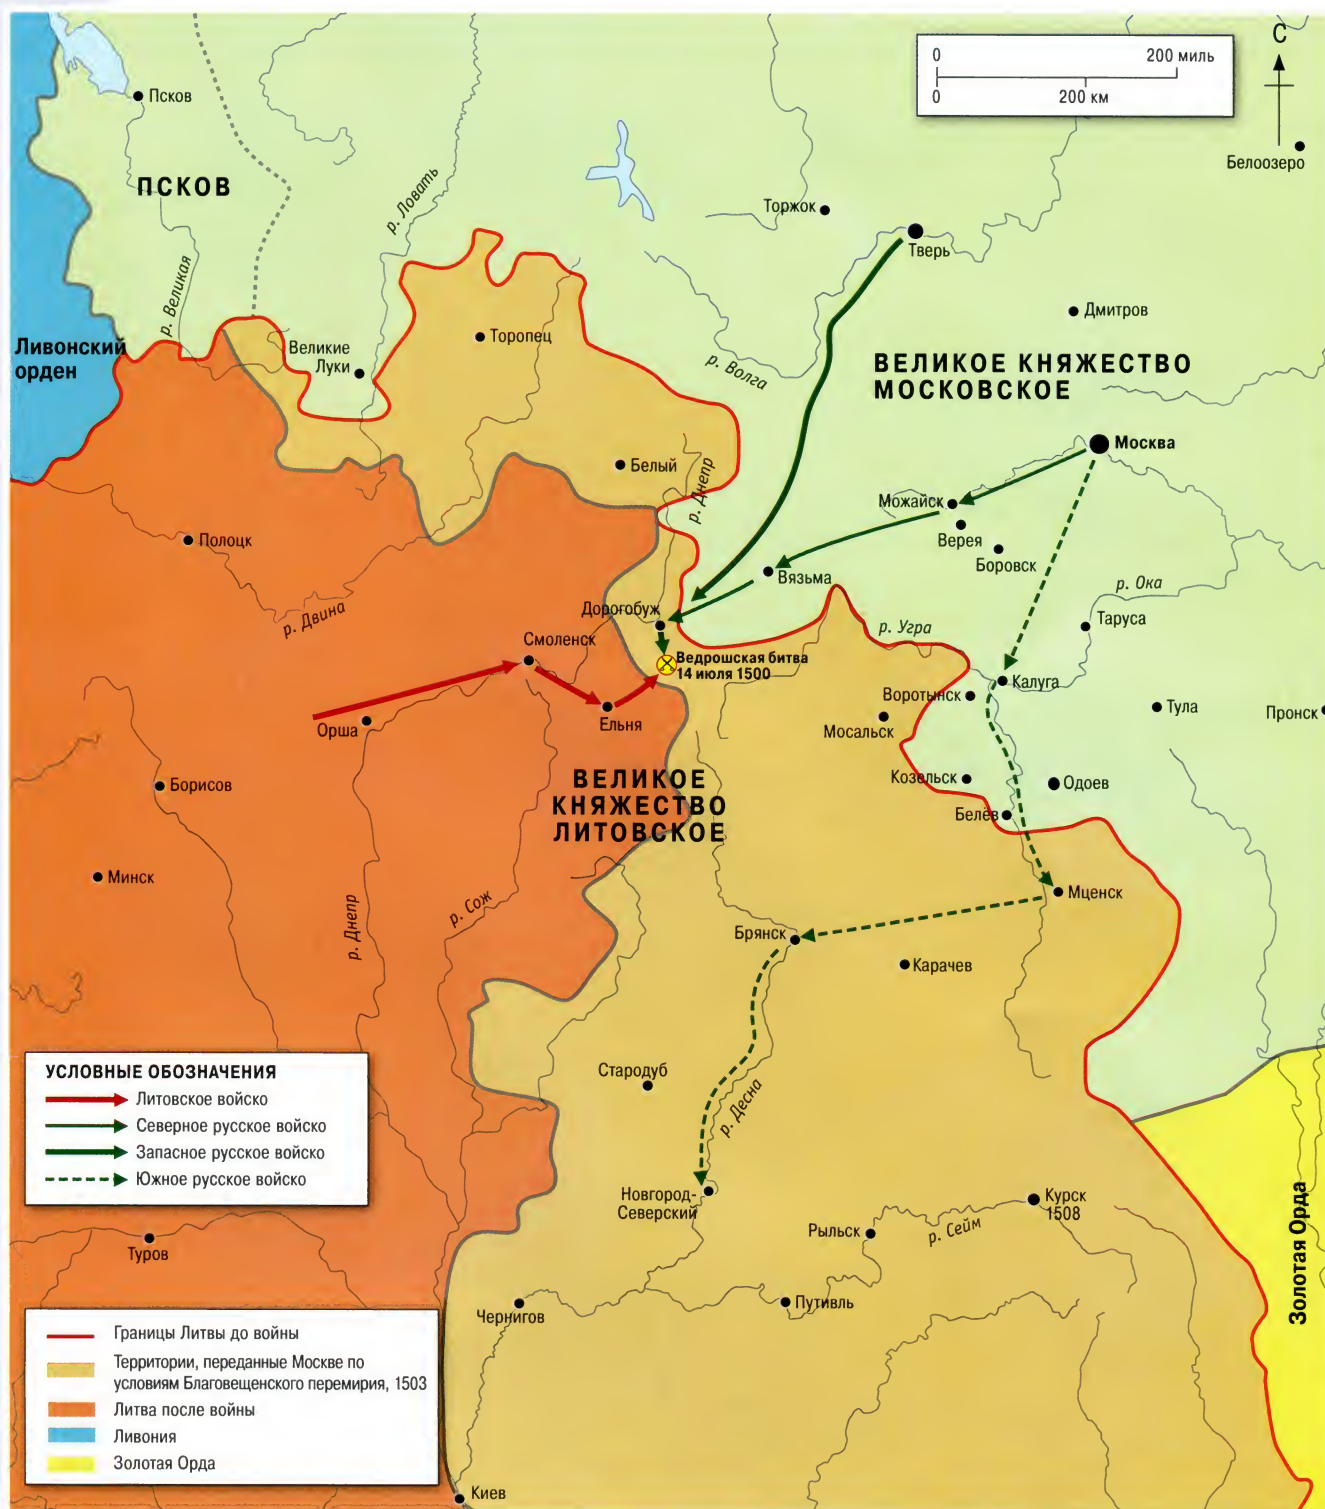 0 200 миль
0 200 км
С
Белоозеро
Псков
ПСКОВ
р. Ловать
Торжок
Тверь
р. Великая
Дмитров
Ливонский
орден
Великие
Луки
Торопец
р. Волга
ВЕЛИКОЕ КНЯЖЕСТВО
МОСКОВСКОЕ
Москва
Белый
р. Днепр
Можайск
Верея
Боровск
Полоцк
Вязьма
р. Ока
р. Двина
Дорогобуж
Таруса
р. Угра
Смоленск
Ведрошская битва
14 июля 1500
Калуга
Воротынск
Тула
Пронск
Орша
Ельня
Мосальск
ВЕЛИКОЕ
КНЯЖЕСТВО
ЛИТОВСКОЕ
Козельск
Одоев
Борисов
Белёв
Минск
Мценск
р. Сож
р. Днепр
Брянск
Карачев
УСЛОВНЫЕ ОБОЗНАЧЕНИЯ
Литовское войско
Северное русское войско
Запасное русское войско
Южное русское войско
Стародуб
р. Десна
Новгород-
Северский
Курск
1508
Рыльск
р. Сейм
Золотая Орда
Туров
Чернигов
Путивль
Границы Литвы до войны
Территории, переданные Москве по
условиям Благовещенского перемирия, 1503
Литва после войны
Ливония
Золотая Орда
Киев